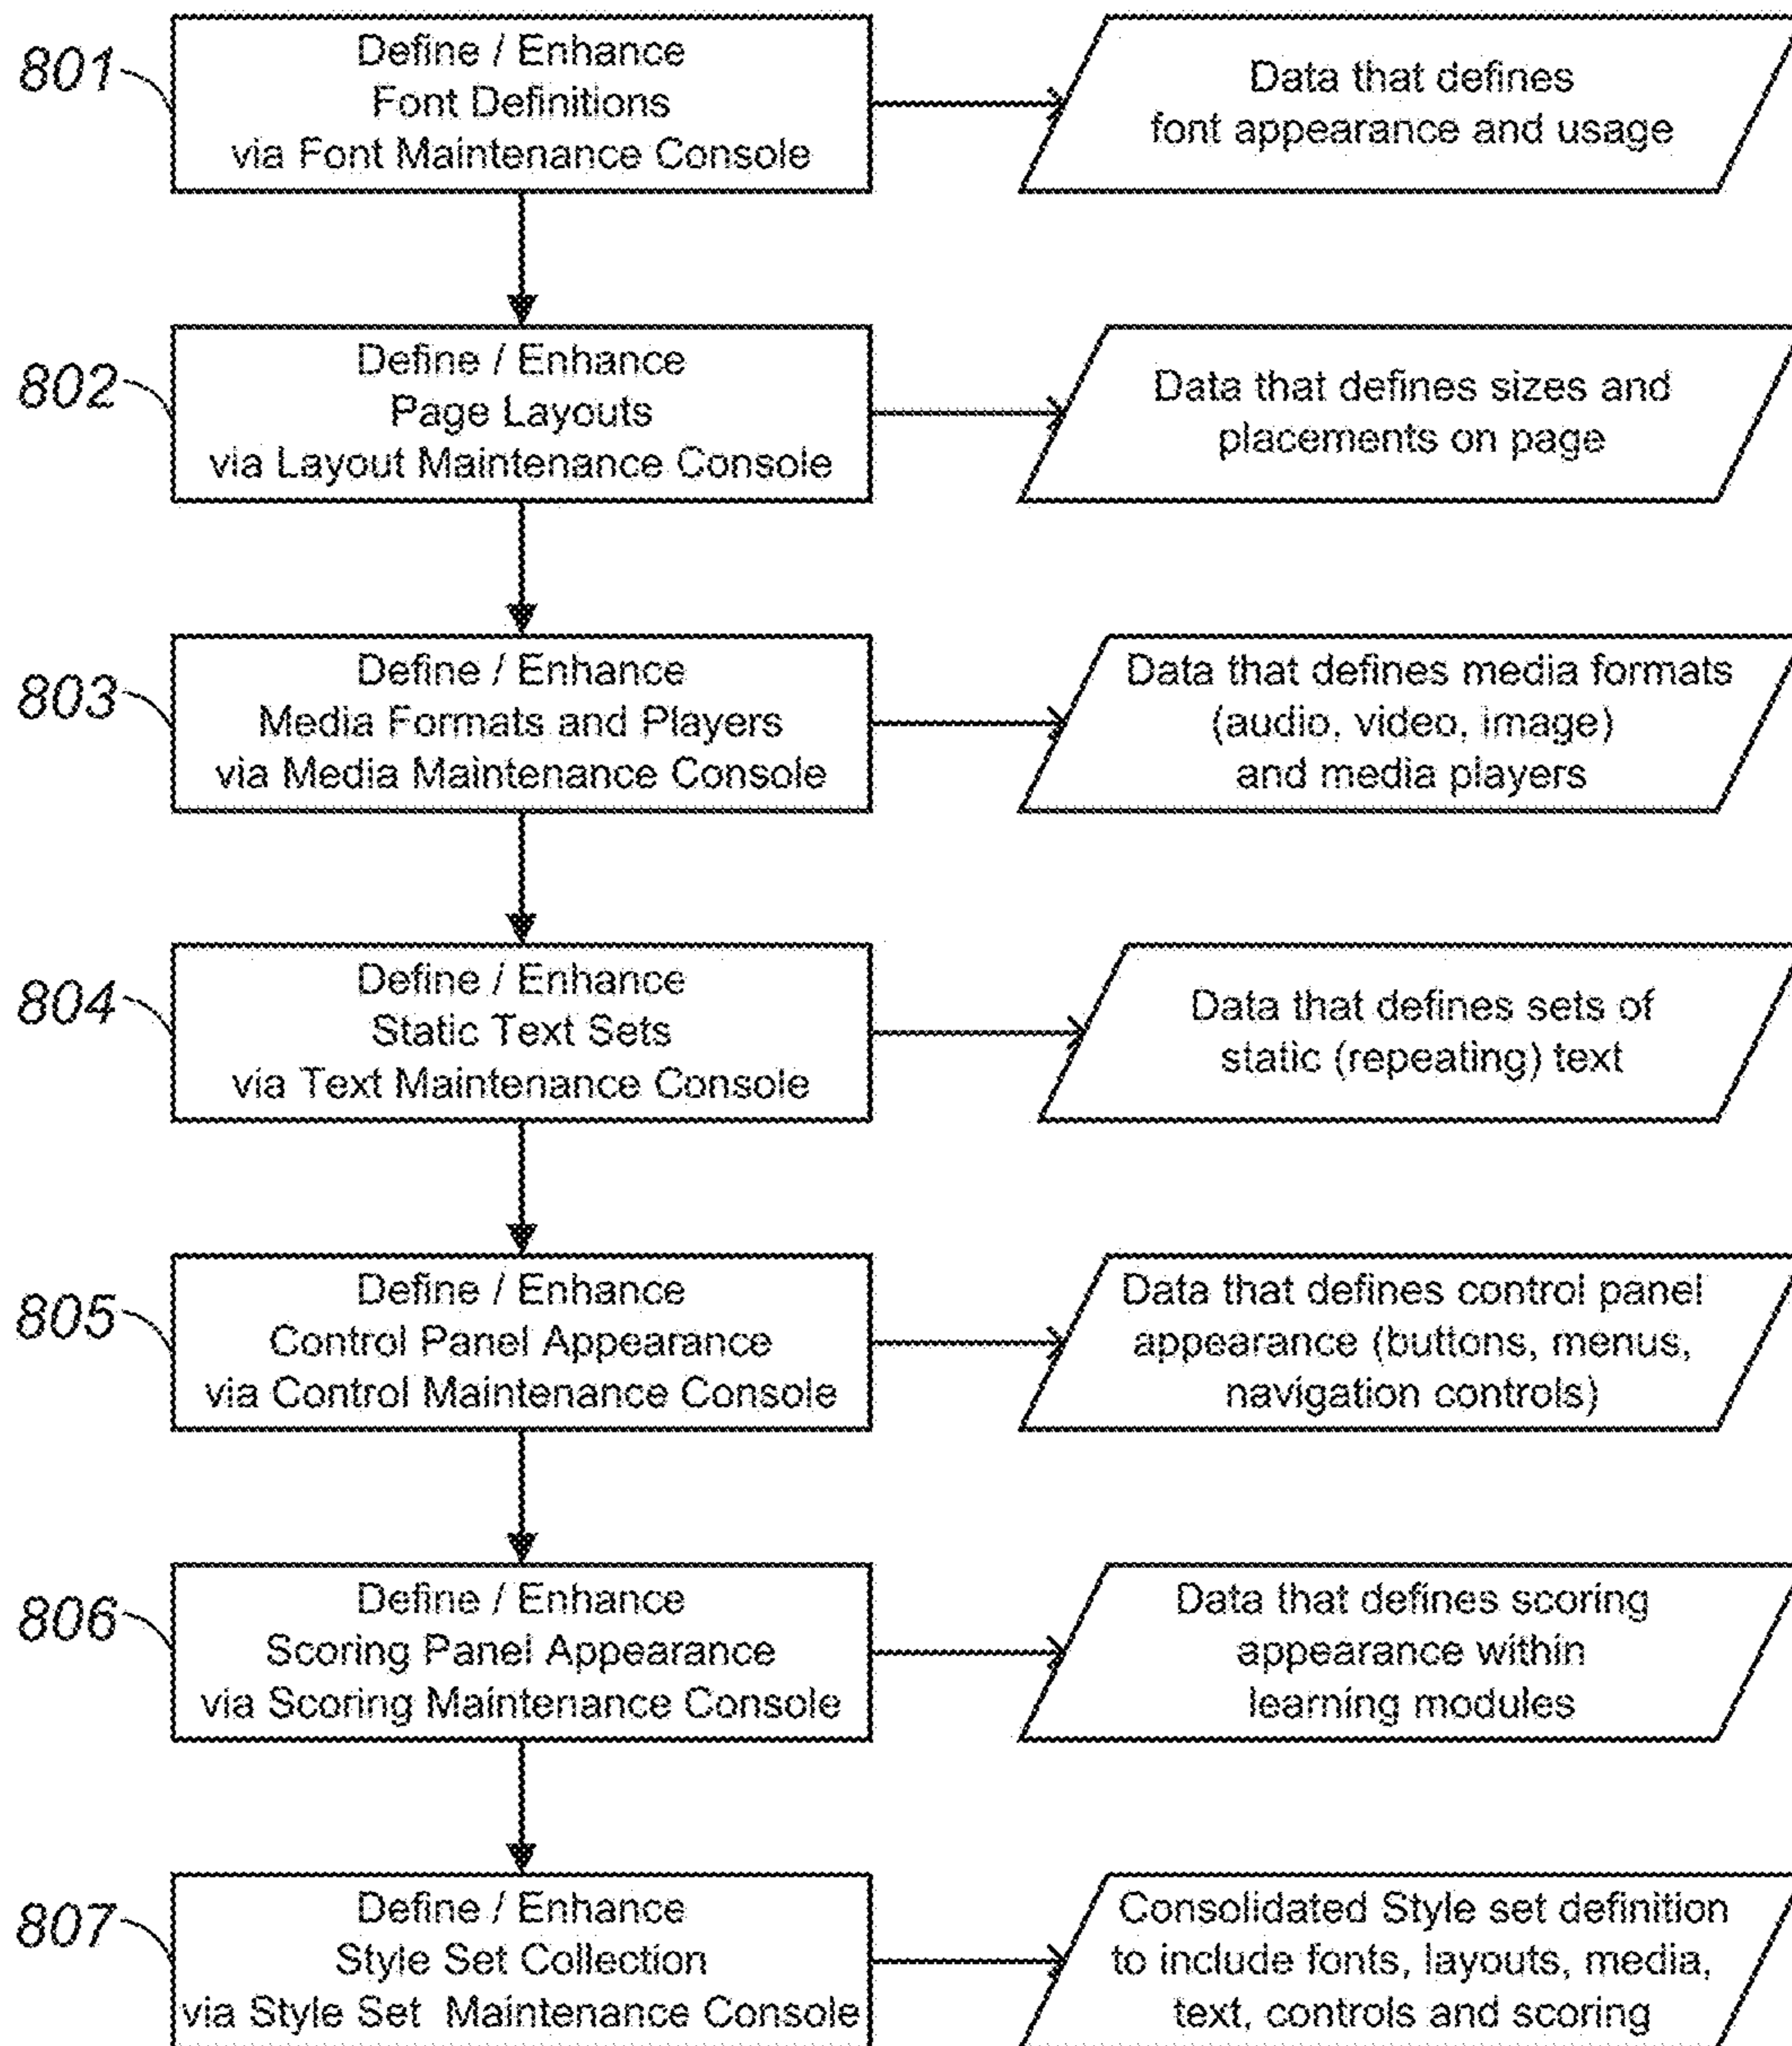 801
Define / Enhance
Font Definitions
via Font Maintenance Console
Data that defines
font appearance and usage
802
Define / Enhance
Page Layouts
via Layout Maintenance Console
Data that defines sizes and
placements on page
803
Define / Enhance
Media Formats and Players
via Media Maintenance Console
Data that defines media formats
(audio, video, image)
and media players
804
Define / Enhance
Static Text Sets
via Text Maintenance Console
Data that defines sets of
static (repeating) text
805
Define / Enhance
Control Panel Appearance
via Control Maintenance Console
Data that defines control panel
appearance (buttons, menus,
navigation controls)
806
Define / Enhance
Scoring Panel Appearance
via Scoring Maintenance Console
Data that defines scoring
appearance within
learning modules
807
Define / Enhance
Style Set Collection
via Style Set Maintenance Console
Consolidated Style set definition
to include fonts, layouts, media,
text, controls and scoring